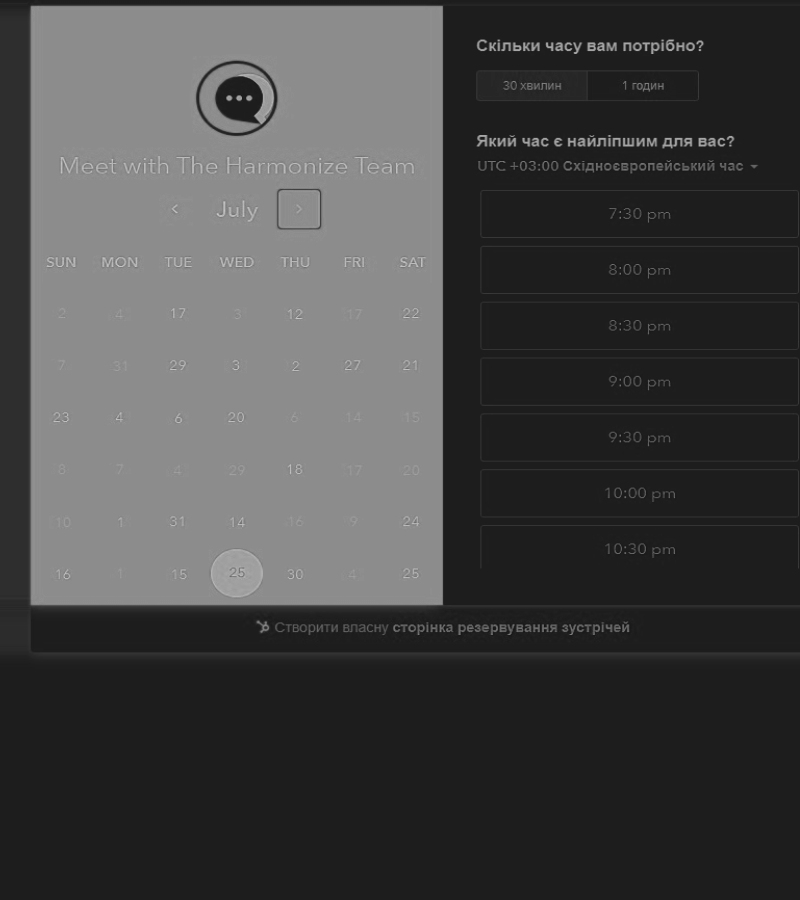 Meet with The Harmonize Team
July
SUN MON TUE WED THU FRI SAT
2 4 17 3 12 17 22
7 31 29 3 2 27 21
23 4 6 20 6 14 15
8 7 4 29 18 17 20
10 1 31 14 16 9 24
16 1 15 25 30 4 25
Скільки часу вам потрібно?
30 хвилин 1 годин
Який час є найліпшим для вас?
UTC +03:00 Східноєвропейський час
7:30 pm
8:00 pm
8:30 pm
9:00 pm
9:30 pm
10:00 pm
10:30 pm
Створити власну сторінка резервування зустрічей